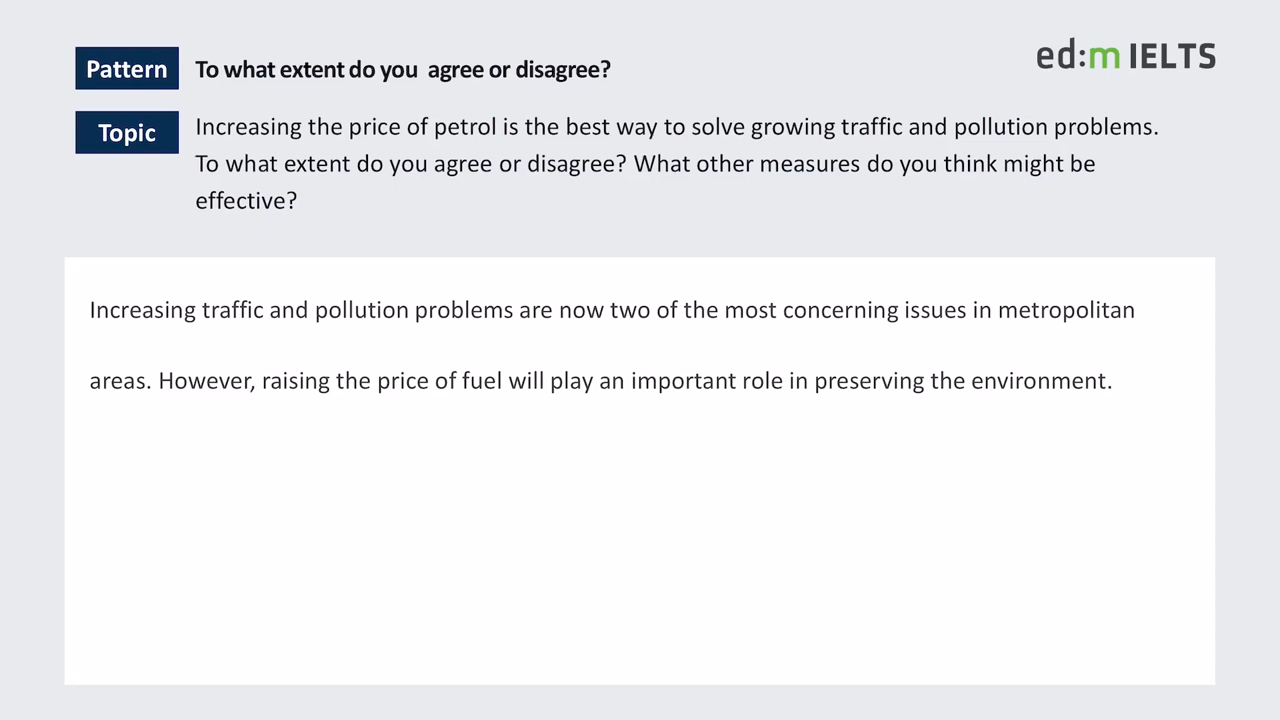 ed:m IELTS
Pattern To what extent do you agree or disagree?
Topic Increasing the price of petrol is the best way to solve growing traffic and pollution problems.
To what extent do you agree or disagree? What other measures do you think might be
effective?
Increasing traffic and pollution problems are now two of the most concerning issues in metropolitan
areas. However, raising the price of fuel will play an important role in preserving the environment.